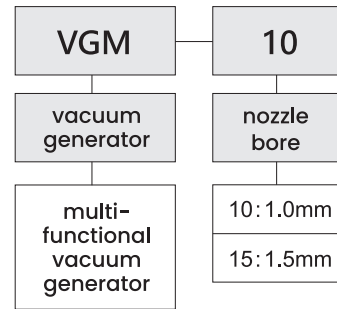 VGM
10
vacuum
generator
nozzle
bore
multi-
functional
vacuum
generator
10:1.0mm
15:1.5mm